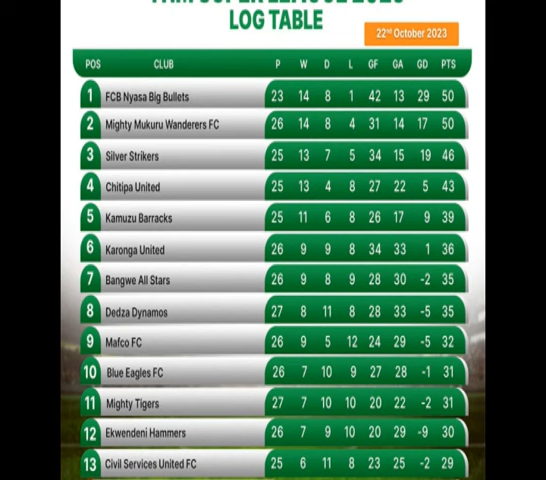 LOG TABLE
22nd October 2023
POS CLUB P W D L GF GA GD PTS
1 FCB Nyasa Big Bullets 23 14 8 1 42 13 29 50
2 Mighty Mukuru Wanderers FC 26 14 8 4 31 14 17 50
3 Silver Strikers 25 13 7 5 34 15 19 46
4 Chitipa United 25 13 4 8 27 22 5 43
5 Kamuzu Barracks 25 11 6 8 26 17 9 39
6 Karonga United 26 9 9 8 34 33 1 36
7 Bangwe All Stars 26 9 8 9 28 30 -2 35
8 Dedza Dynamos 27 8 11 8 28 33 -5 35
9 Mafco FC 26 9 5 12 24 29 -5 32
10 Blue Eagles FC 26 7 10 9 27 28 -1 31
11 Mighty Tigers 27 7 10 10 20 22 -2 31
12 Ekwendeni Hammers 26 7 9 10 20 29 -9 30
13 Civil Services United FC 25 6 11 8 23 25 -2 29